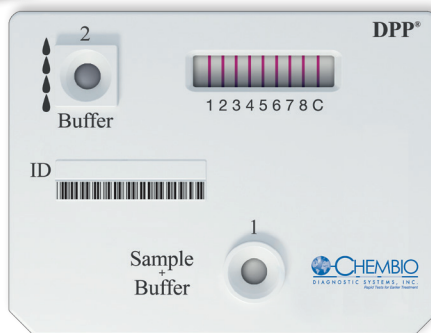 DPP®
2
Buffer
1 2 3 4 5 6 7 8 C
ID
1
Sample
+
Buffer
CHEMBIO
DIAGNOSTIC SYSTEMS, INC.